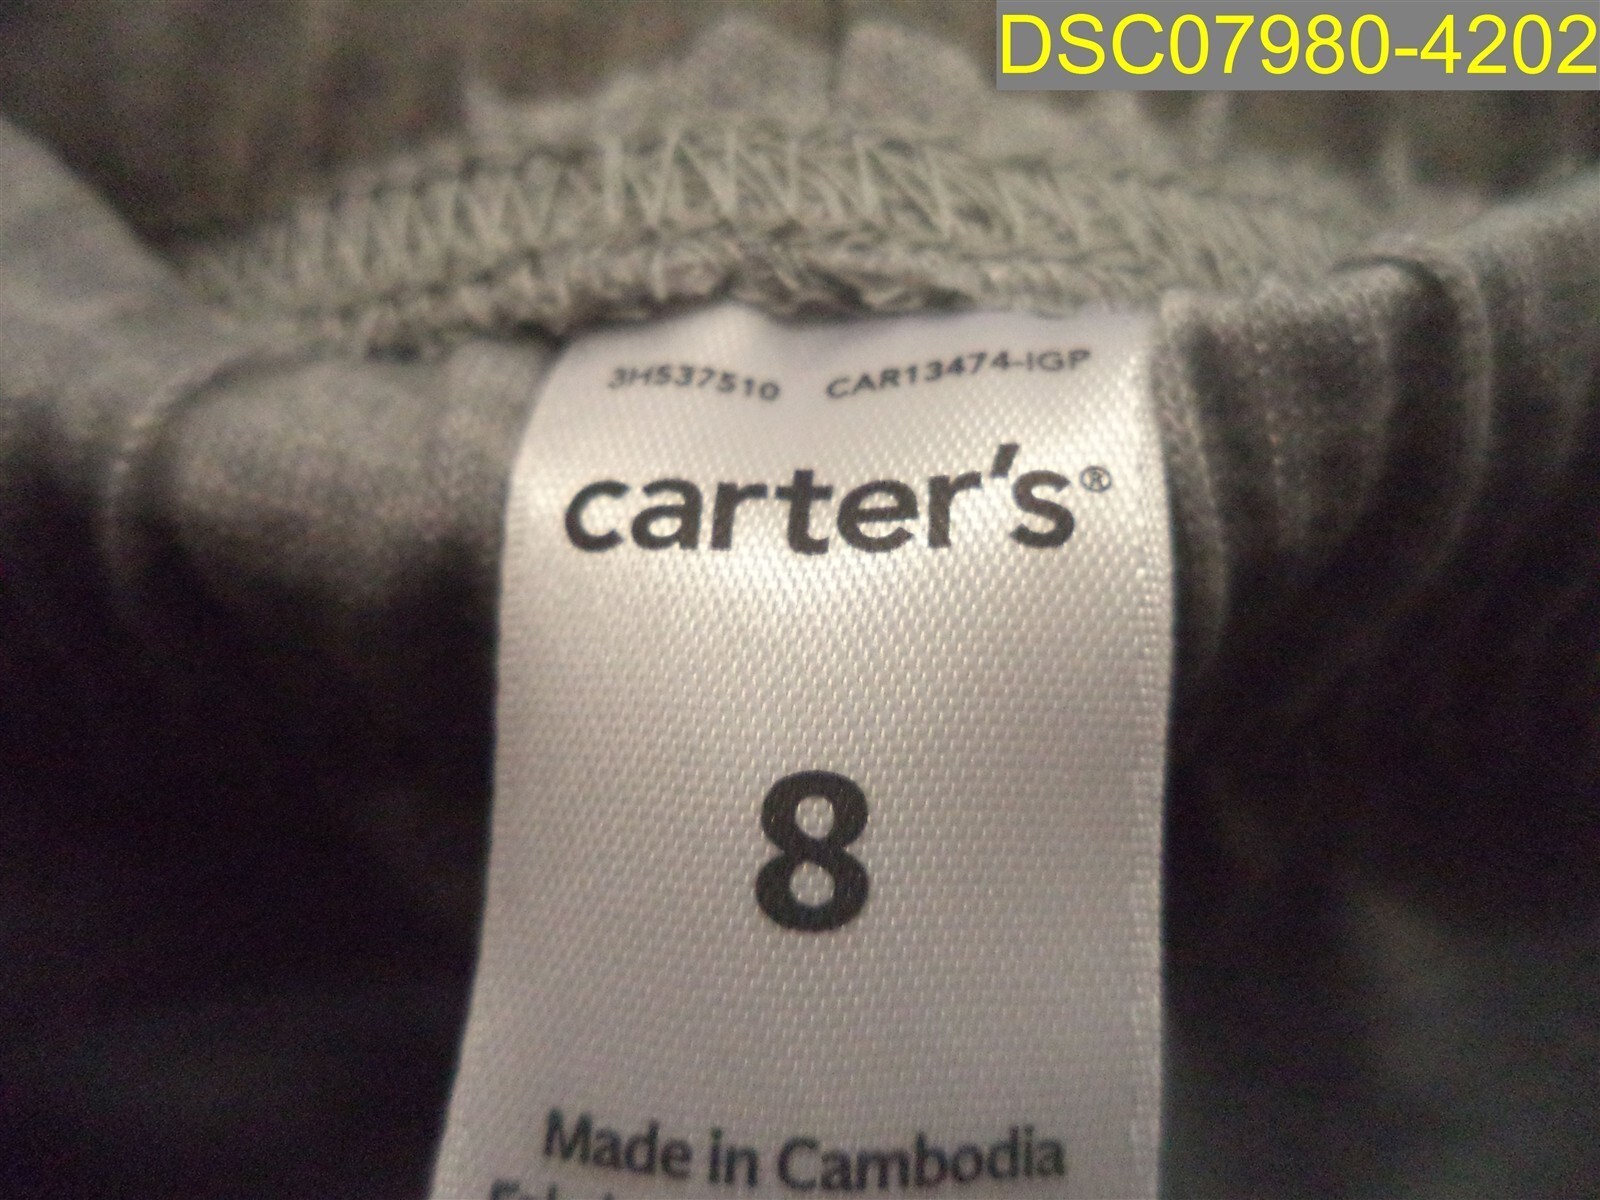 DSC07980-4202
3H537510 CAR13474-IGP
carter's®
8
Made in Cambodia